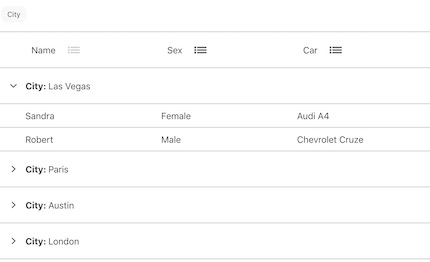 City
Name Sex Car
City: Las Vegas
Sandra Female Audi A4
Robert Male Chevrolet Cruze
City: Paris
City: Austin
City: London